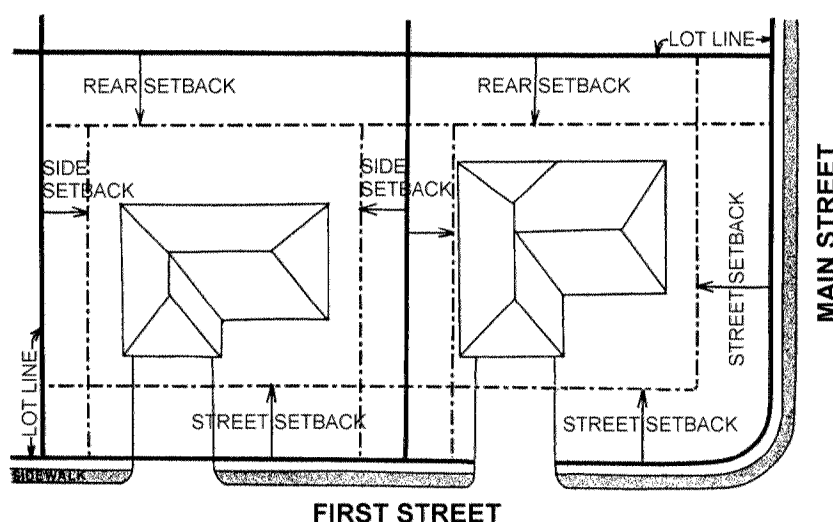 LOT LINE
REAR SETBACK
REAR SETBACK
SIDE
SETBACK
SIDE
SETBACK
MAIN STREET
STREET SETBACK
LOT LINE
STREET SETBACK
STREET SETBACK
SIDEWALK
FIRST STREET